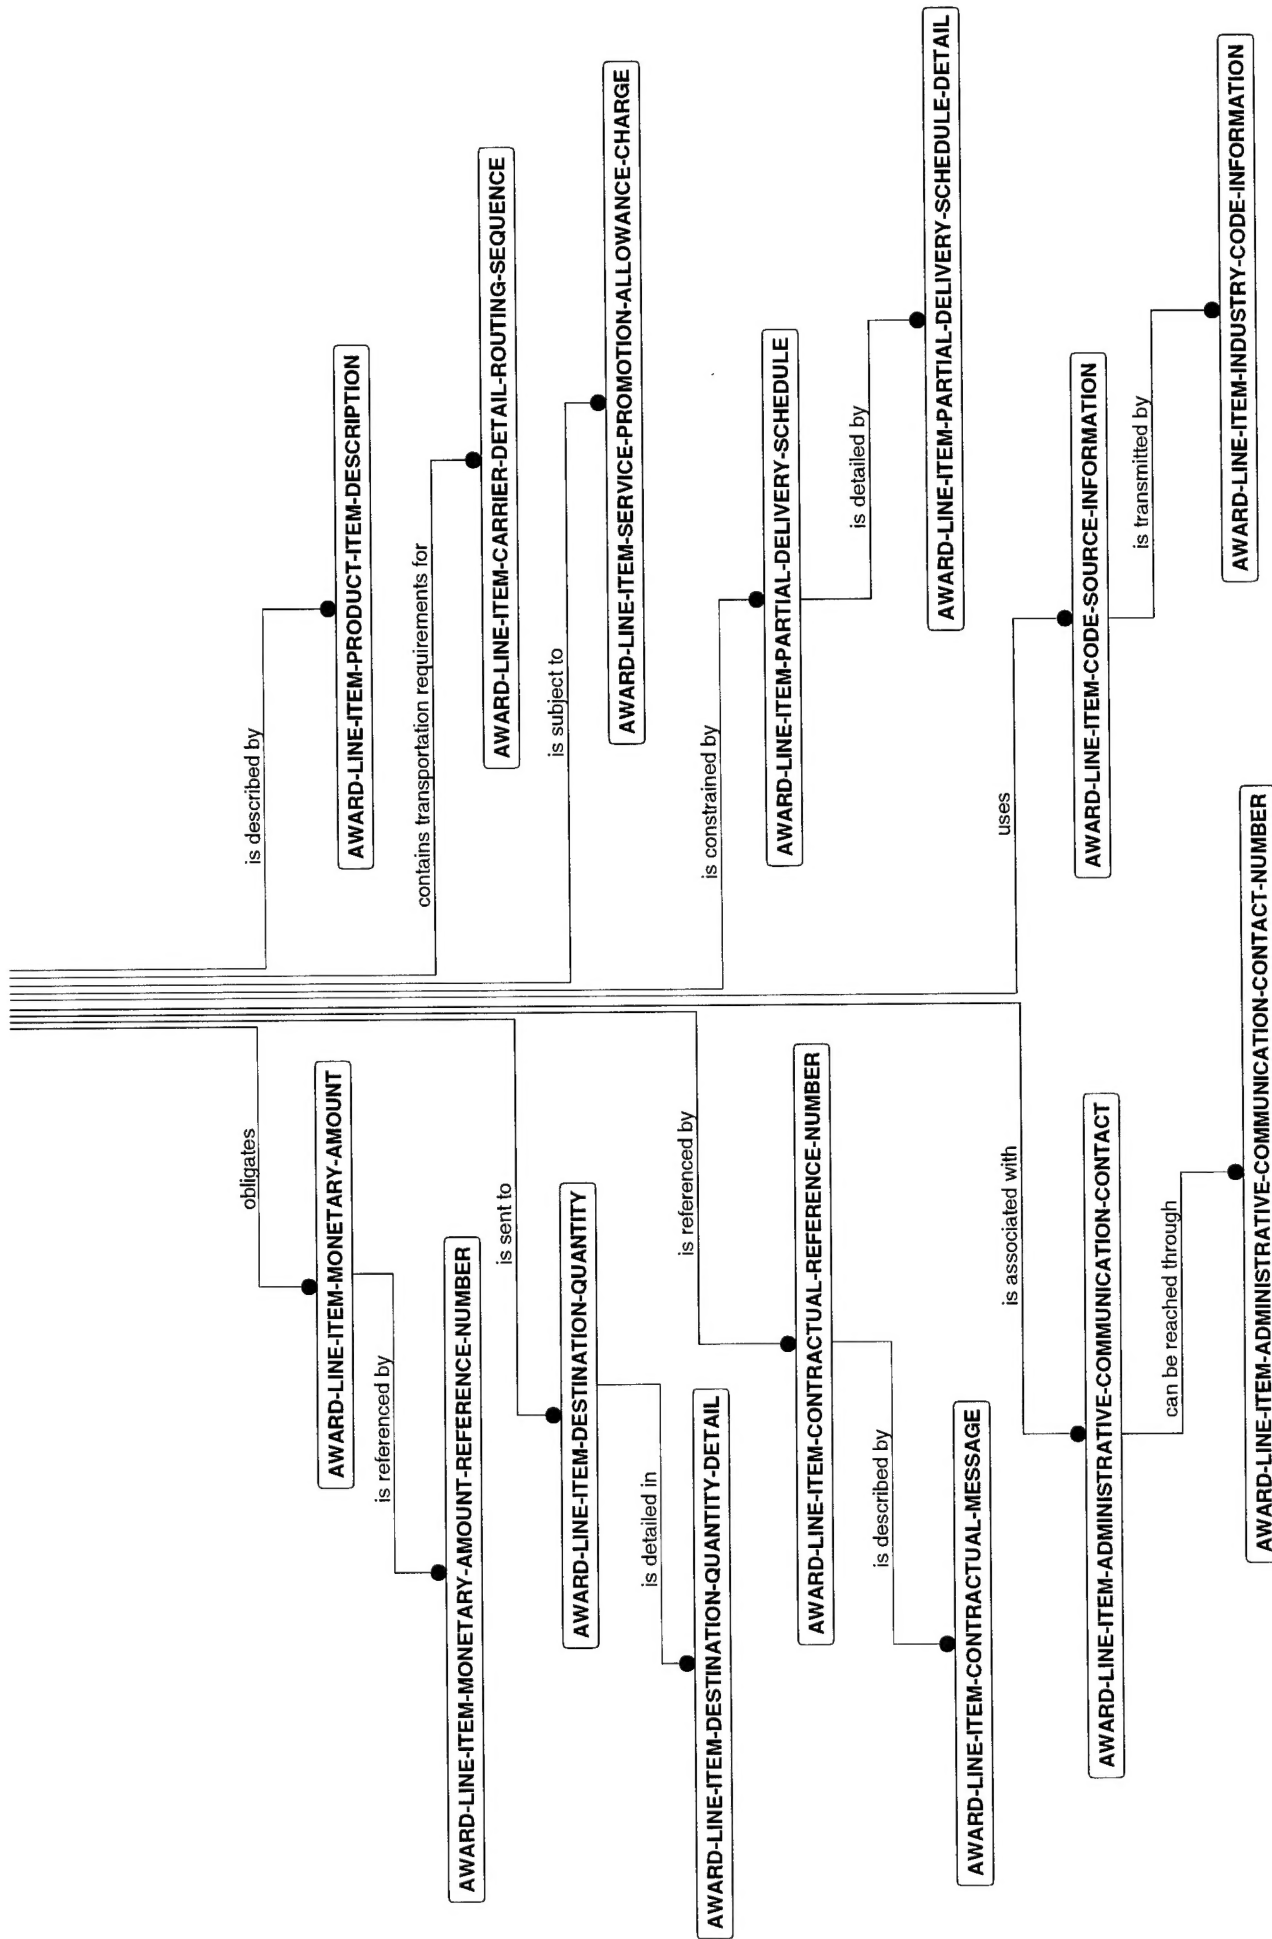 obligates
AWARD-LINE-ITEM-MONETARY-AMOUNT
is referenced by
AWARD-LINE-ITEM-MONETARY-AMOUNT-REFERENCE-NUMBER
is sent to
AWARD-LINE-ITEM-DESTINATION-QUANTITY
is detailed in
AWARD-LINE-ITEM-DESTINATION-QUANTITY-DETAIL
is referenced by
AWARD-LINE-ITEM-CONTRACTUAL-REFERENCE-NUMBER
is described by
AWARD-LINE-ITEM-CONTRACTUAL-MESSAGE
is associated with
AWARD-LINE-ITEM-ADMINISTRATIVE-COMMUNICATION-CONTACT
can be reached through
AWARD-LINE-ITEM-ADMINISTRATIVE-COMMUNICATION-CONTACT-NUMBER
is described by
AWARD-LINE-ITEM-PRODUCT-ITEM-DESCRIPTION
contains transportation requirements for
AWARD-LINE-ITEM-CARRIER-DETAIL-ROUTING-SEQUENCE
is subject to
AWARD-LINE-ITEM-SERVICE-PROMOTION-ALLOWANCE-CHARGE
is constrained by
AWARD-LINE-ITEM-PARTIAL-DELIVERY-SCHEDULE
is detailed by
AWARD-LINE-ITEM-PARTIAL-DELIVERY-SCHEDULE-DETAIL
uses
AWARD-LINE-ITEM-CODE-SOURCE-INFORMATION
is transmitted by
AWARD-LINE-ITEM-INDUSTRY-CODE-INFORMATION